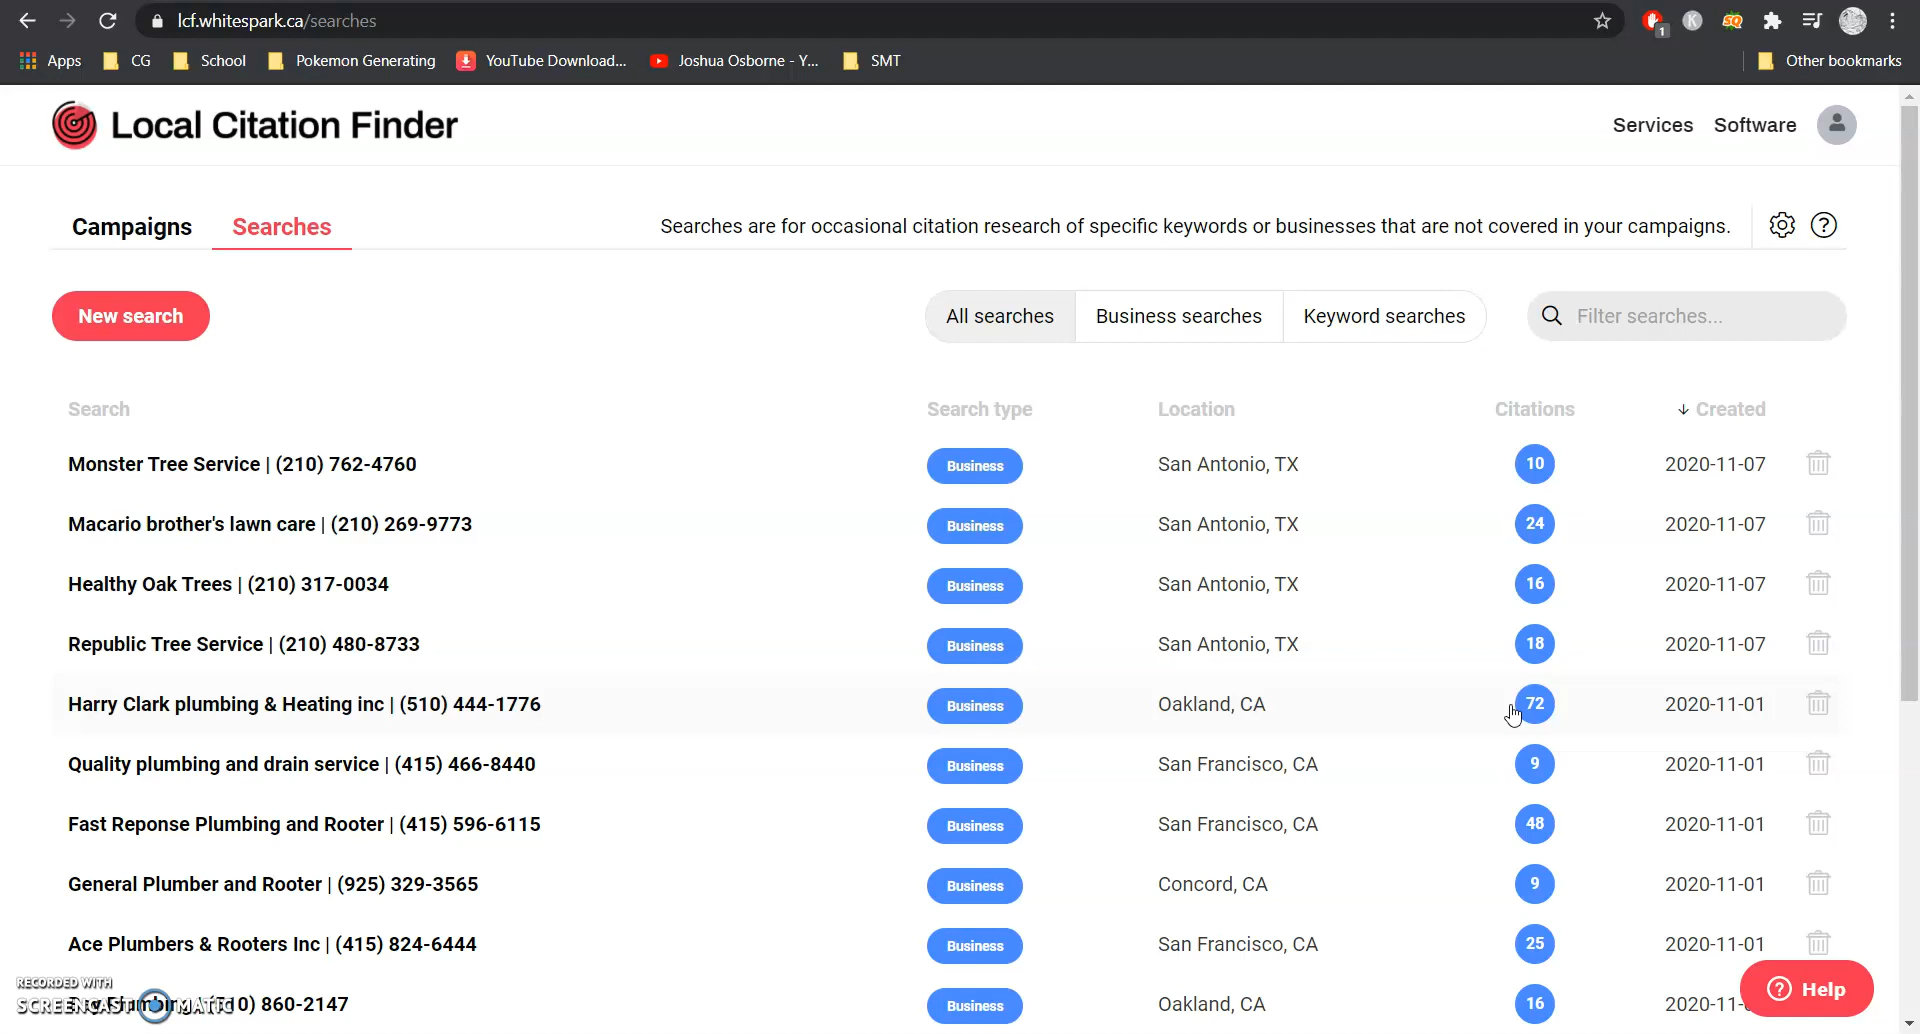 lcf.whitespark.ca/searches
1
K
SQ
Apps
CG
School
Pokemon Generating
YouTube Download...
Joshua Osborne - Y...
SMT
Other bookmarks
Local Citation Finder
Services
Software
Campaigns
Searches
Searches are for occasional citation research of specific keywords or businesses that are not covered in your campaigns.
New search
All searches
Business searches
Keyword searches
Filter searches...
Search Search type Location Citations Created
Monster Tree Service | (210) 762-4760 Business San Antonio, TX 10 2020-11-07
Macario brother's lawn care | (210) 269-9773 Business San Antonio, TX 24 2020-11-07
Healthy Oak Trees | (210) 317-0034 Business San Antonio, TX 16 2020-11-07
Republic Tree Service | (210) 480-8733 Business San Antonio, TX 18 2020-11-07
Harry Clark plumbing & Heating inc | (510) 444-1776 Business Oakland, CA 72 2020-11-01
Quality plumbing and drain service | (415) 466-8440 Business San Francisco, CA 9 2020-11-01
Fast Reponse Plumbing and Rooter | (415) 596-6115 Business San Francisco, CA 48 2020-11-01
General Plumber and Rooter | (925) 329-3565 Business Concord, CA 9 2020-11-01
Ace Plumbers & Rooters Inc | (415) 824-6444 Business San Francisco, CA 25 2020-11-01
860-2147 Business Oakland, CA 16 2020-11-
RECORDED WITH
SCREENCAST MATIC
Help